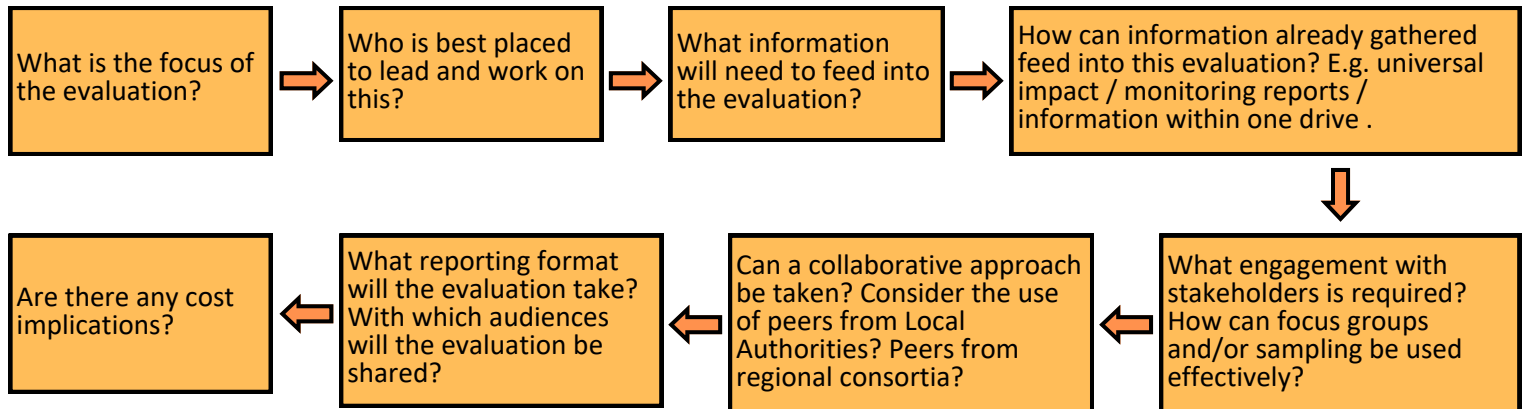 What is the focus of
the evaluation?
Who is best placed
to lead and work on
this?
What information
will need to feed into
the evaluation?
How can information already gathered
feed into this evaluation? E.g. universal
impact / monitoring reports /
information within one drive .
What engagement with
stakeholders is required?
How can focus groups
and/or sampling be used
effectively?
Can a collaborative approach
be taken? Consider the use
of peers from Local
Authorities? Peers from
regional consortia?
What reporting format
will the evaluation take?
With which audiences
will the evaluation be
shared?
Are there any cost
implications?